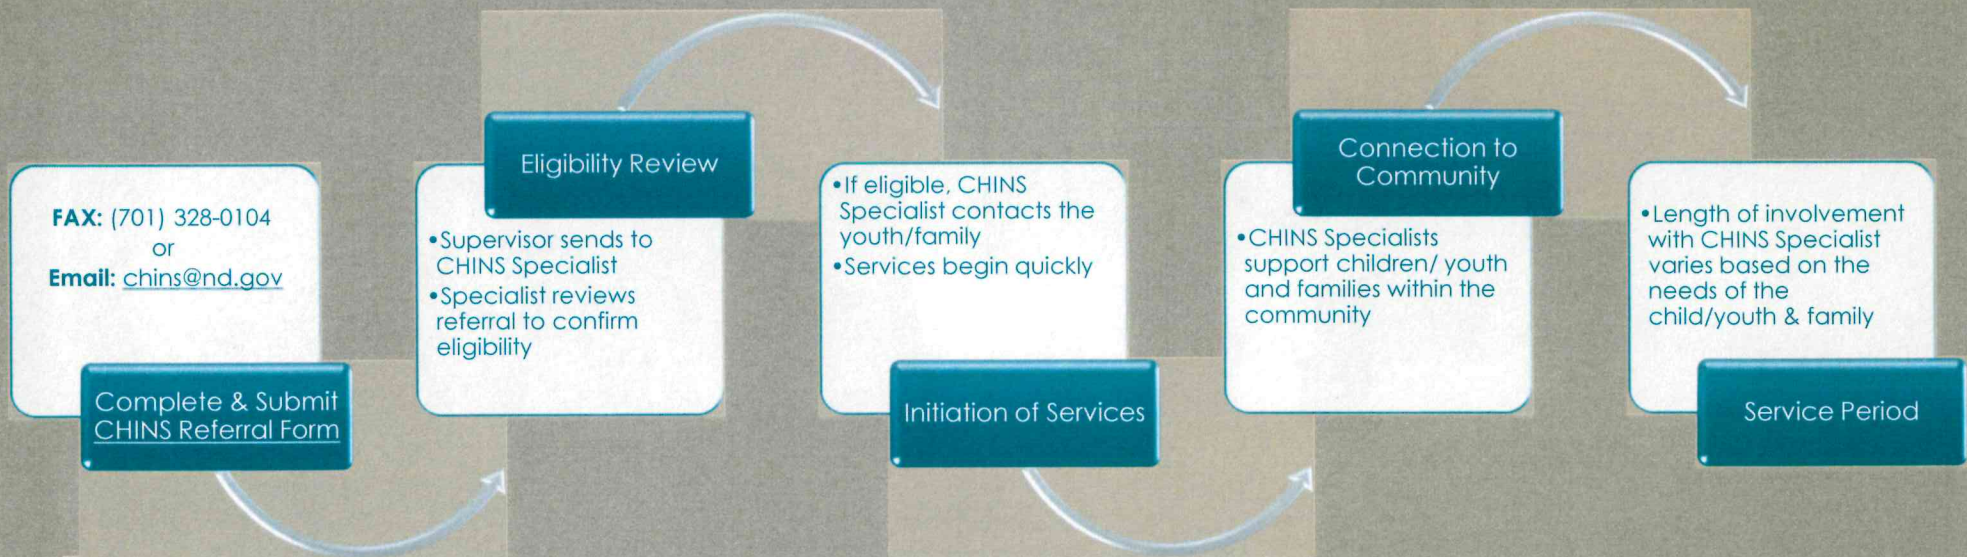 FAX: (701) 328-0104
or
Email: chins@nd.gov
Complete & Submit
CHINS Referral Form
Eligibility Review
•Supervisor sends to
CHINS Specialist
•Specialist reviews
referral to confirm
eligibility
•If eligible, CHINS
Specialist contacts the
youth/family
•Services begin quickly
Initiation of Services
Connection to
Community
•CHINS Specialists
support children/ youth
and families within the
community
•Length of involvement
with CHINS Specialist
varies based on the
needs of the
child/youth & family
Service Period